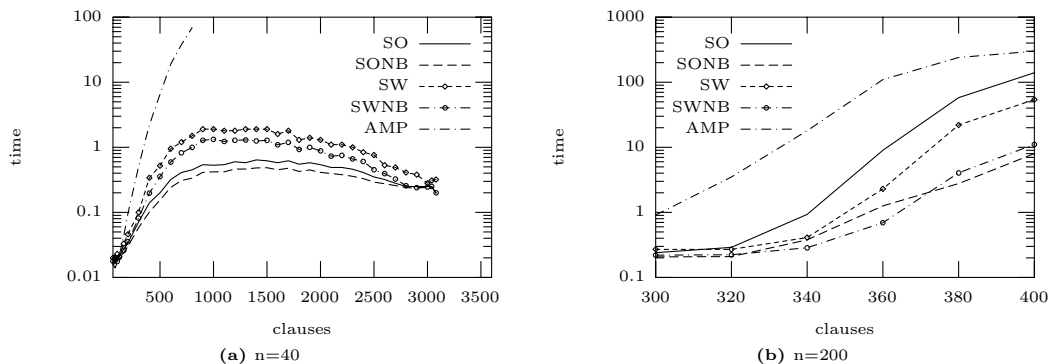 100
10
1
0.1
0.01
time
500 1000 1500 2000 2500 3000 3500
clauses
SO
SONB
SW
SWNB
AMP
(a) n=40
1000
100
10
1
0.1
time
300 320 340 360 380 400
clauses
SO
SONB
SW
SWNB
AMP
(b) n=200